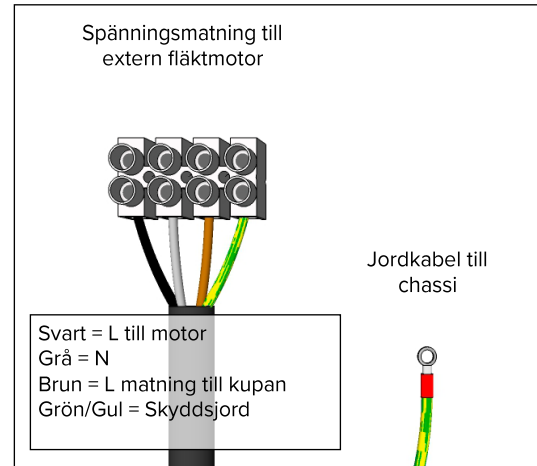 Spänningsmatning till
extern fläktmotor
Jordkabel till
chassi
Svart = L till motor
Grå = N
Brun = L matning till kupan
Grön/Gul = Skyddsjord